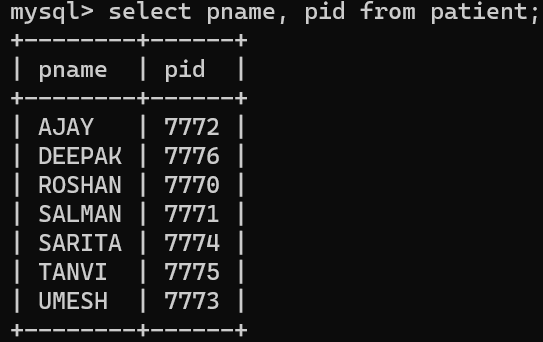 mysql> select pname, pid from patient;
+--------+------+
| pname  | pid  |
+--------+------+
| AJAY   | 7772 |
| DEEPAK | 7776 |
| ROSHAN | 7770 |
| SALMAN | 7771 |
| SARITA | 7774 |
| TANVI  | 7775 |
| UMESH  | 7773 |
+--------+------+